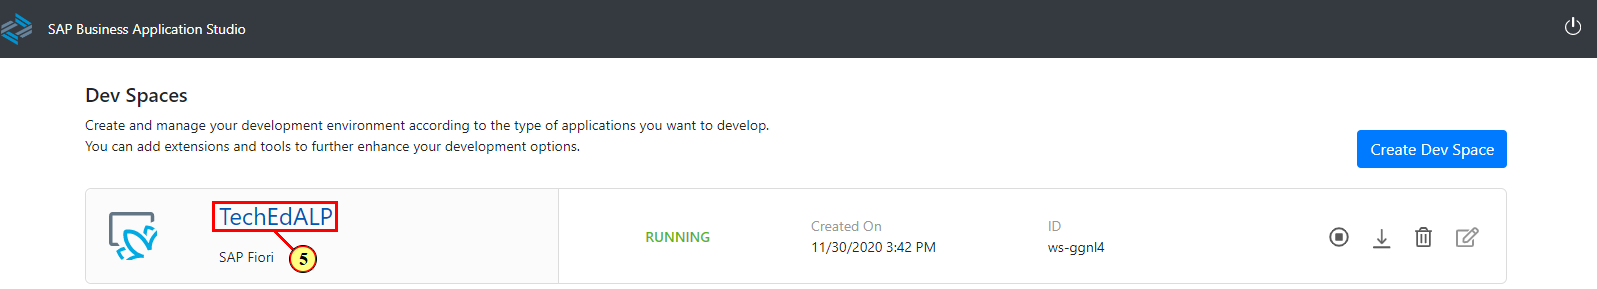 SAP Business Application Studio
Dev Spaces
Create and manage your development environment according to the type of applications you want to develop.
You can add extensions and tools to further enhance your development options.
Create Dev Space
TechEdALP
SAP Fiori
5
RUNNING
Created On
11/30/2020 3:42 PM
ID
ws-ggnl4